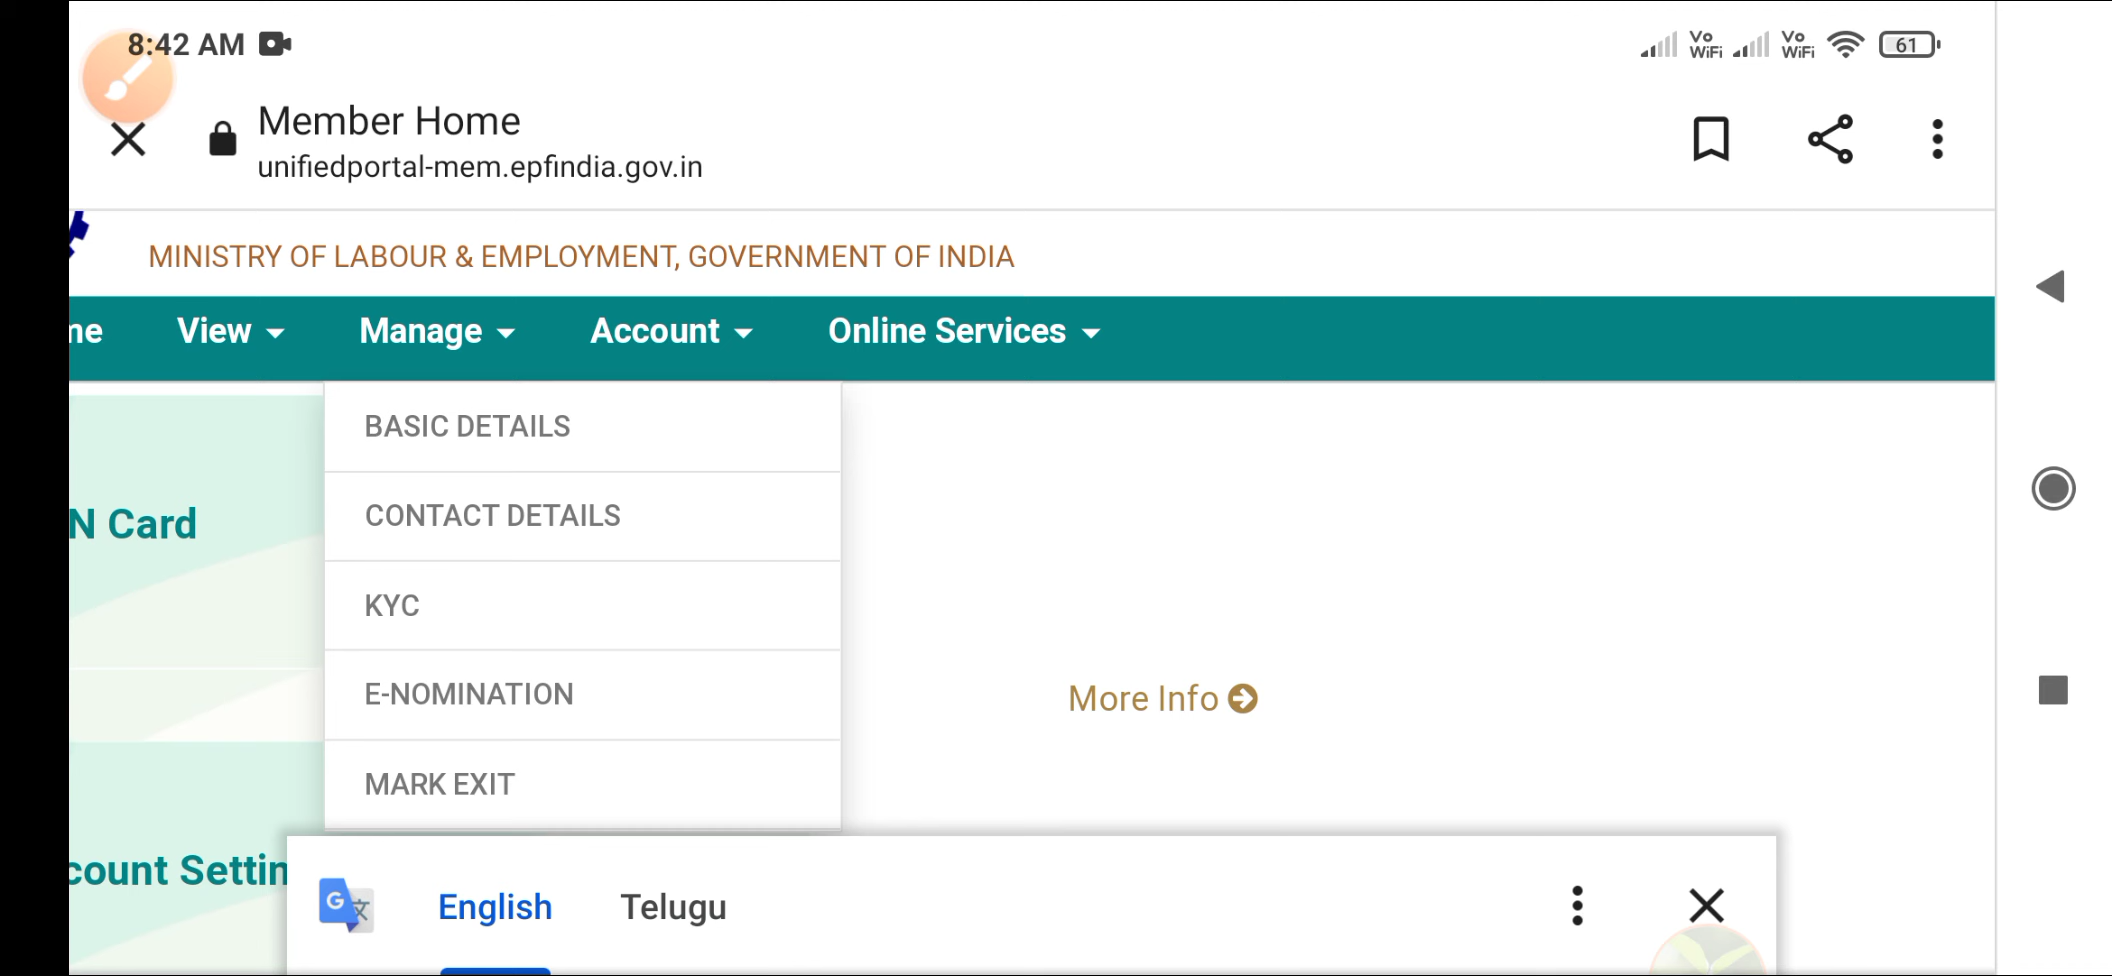 8:42 AM
Vo WiFi Vo WiFi 61
Member Home
unifiedportal-mem.epfindia.gov.in
MINISTRY OF LABOUR & EMPLOYMENT, GOVERNMENT OF INDIA
me View Manage Account Online Services
BASIC DETAILS
CONTACT DETAILS
N Card
KYC
E-NOMINATION
More Info
MARK EXIT
count Settin
G 文 English Telugu